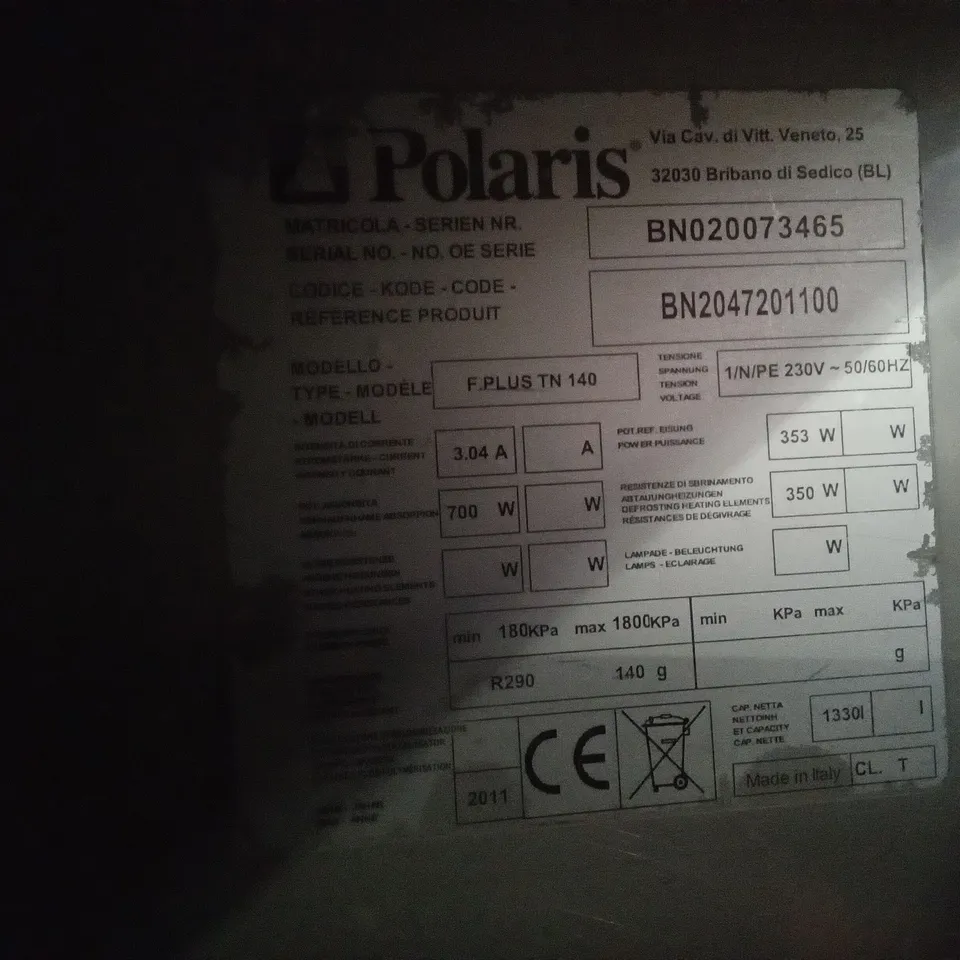 Polaris®
Via Cav. di Vitt. Veneto, 25
32030 Bribano di Sedico (BL)
MATRICOLA - SERIEN NR.
SERIAL NO. - NO. OE SERIE
BN020073465
CODICE - KODE - CODE -
REFERENCE PRODUIT
BN2047201100
MODELLO -
TYPE - MODÈLE
- MODELL
F.PLUS TN 140
TENSIONE
SPANNUNG
TENSION
VOLTAGE
1/N/PE 230V ~ 50/60HZ
3.04 A
A
POT.REF. EISUNG
POWER PUISSANCE
353 W
W
700 W
W
RESISTENZE DI SBRINAMENTO
ABTAUUNGHEIZUNGEN
DEFROSTING HEATING ELEMENTS
RÉSISTANCES DE DÉGIVRAGE
350 W
W
W
W
LAMPADE - BELEUCHTUNG
LAMPS - ECLAIRAGE
W
min 180KPa max 1800KPa
min KPa max KPa
R290 140 g
g
2011
CE
CAP. NETTA
NETTOINH
ET CAPACITY
CAP. NETTE
1330l
l
Made in Italy
CL. T